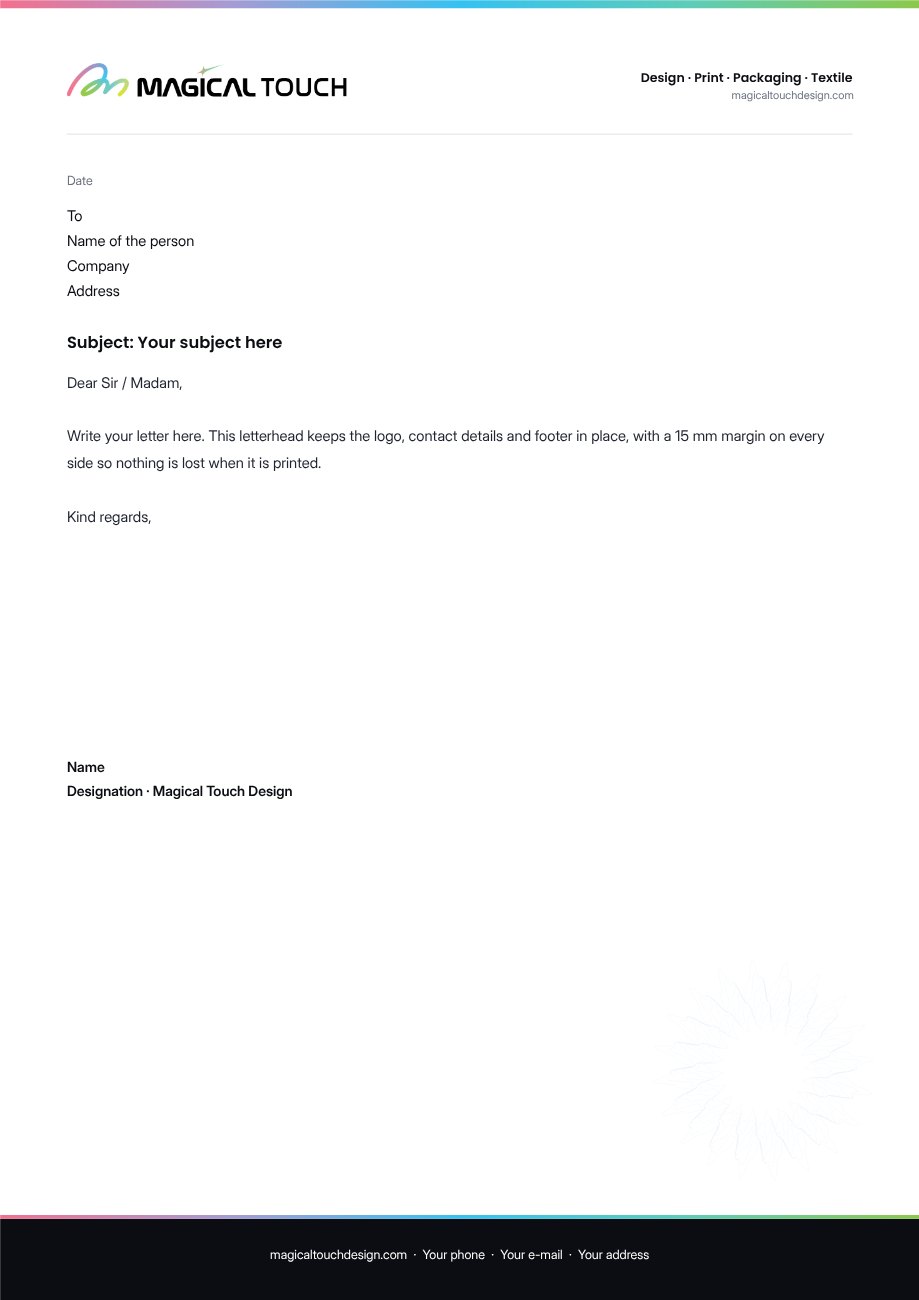 MAGICAL TOUCH
Design · Print · Packaging · Textile
magicaltouchdesign.com
Date
To
Name of the person
Company
Address
Subject: Your subject here
Dear Sir / Madam,
Write your letter here. This letterhead keeps the logo, contact details and footer in place, with a 15 mm margin on every
side so nothing is lost when it is printed.
Kind regards,
Name
Designation · Magical Touch Design
magicaltouchdesign.com · Your phone · Your e-mail · Your address